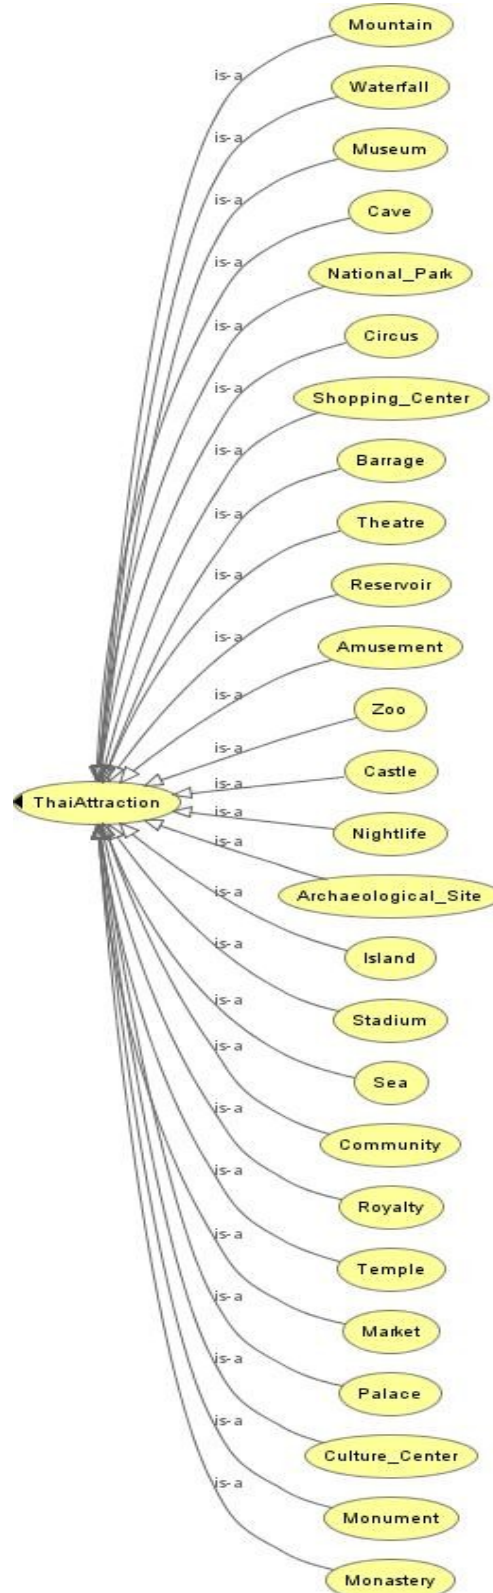 Mountain
is-a
Waterfall
is-a
Museum
is-a
Cave
is-a
National_Park
is-a
Circus
is-a
Shopping_Center
is-a
Barrage
is-a
Theatre
is-a
Reservoir
is-a
Amusement
is-a
Zoo
is-a
Castle
is-a
ThaiAttraction
is-a
Nightlife
is-a
Archaeological_Site
is-a
Island
is-a
Stadium
is-a
Sea
is-a
Community
is-a
Royalty
is-a
Temple
is-a
Market
is-a
Palace
is-a
Culture_Center
is-a
Monument
is-a
Monastery